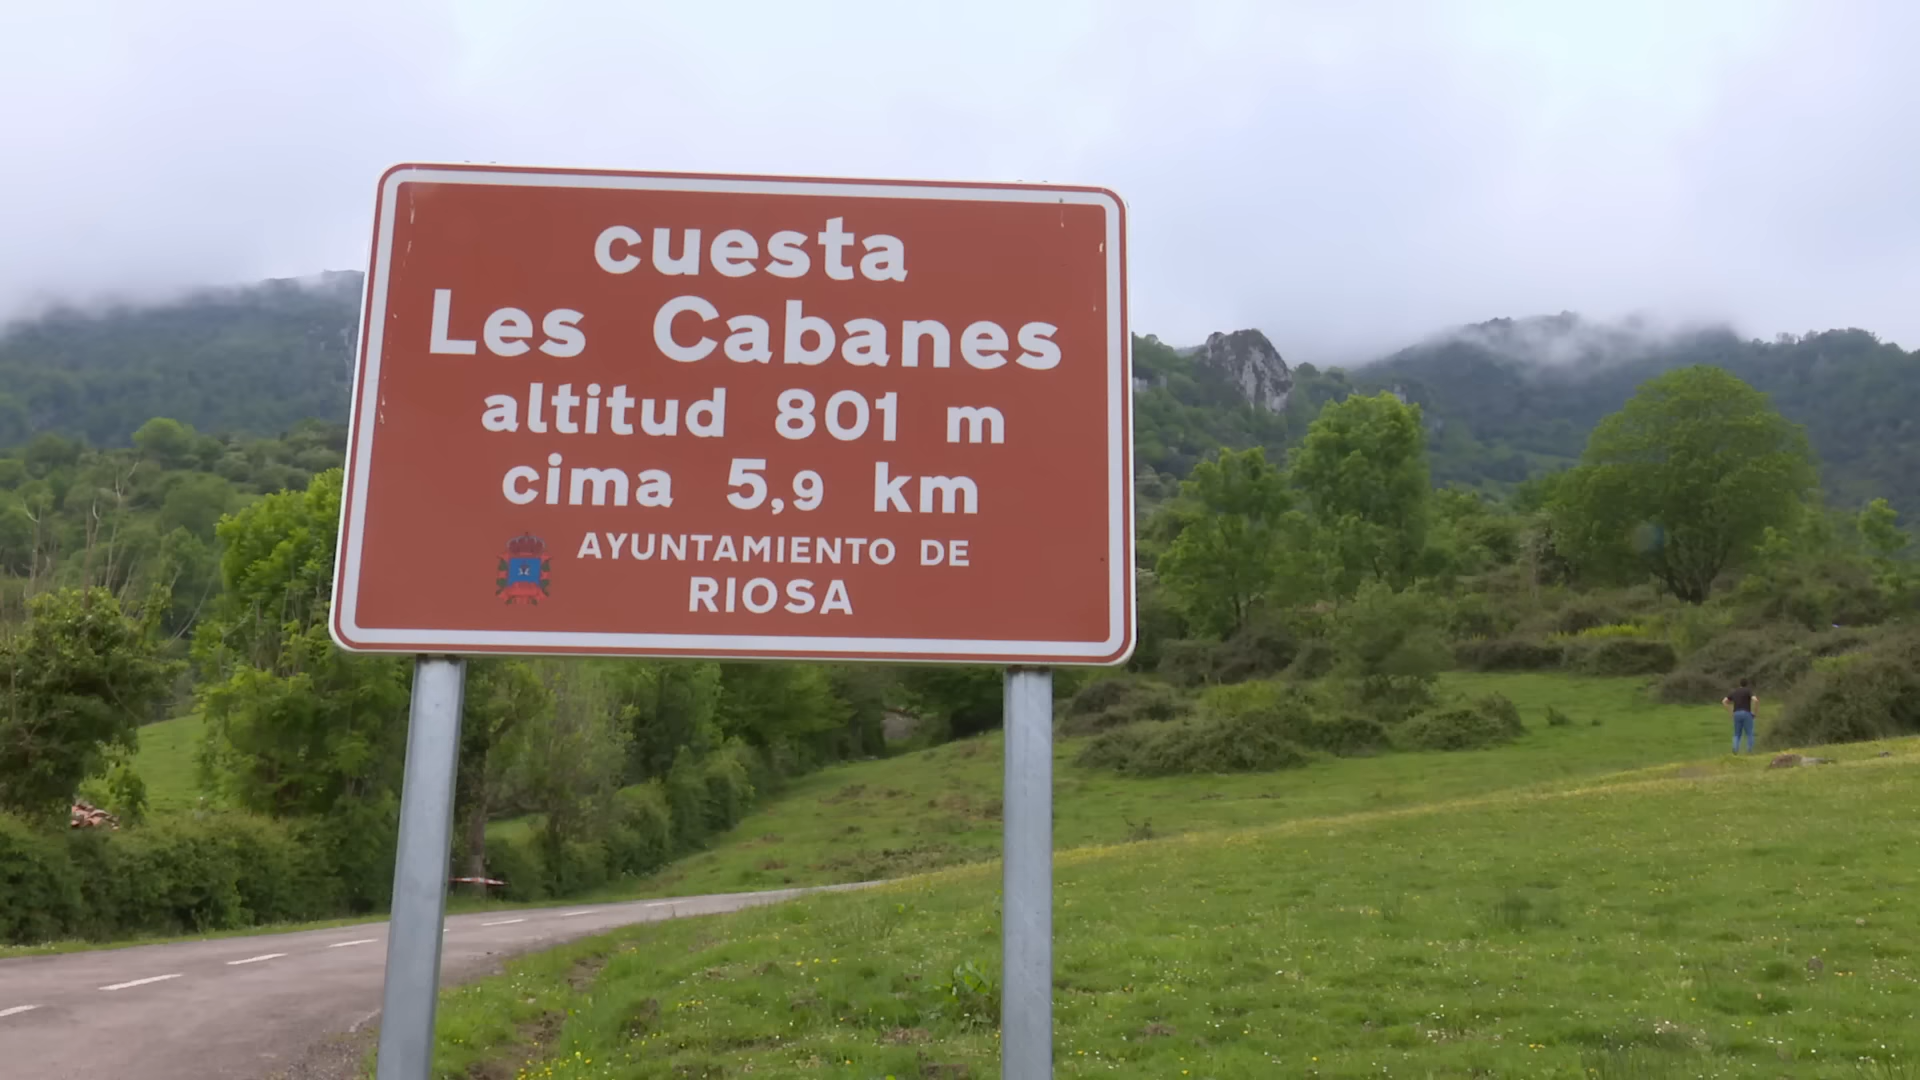 cuesta
Les Cabanes
altitud 801 m
cima 5,9 km
AYUNTAMIENTO DE
RIOSA